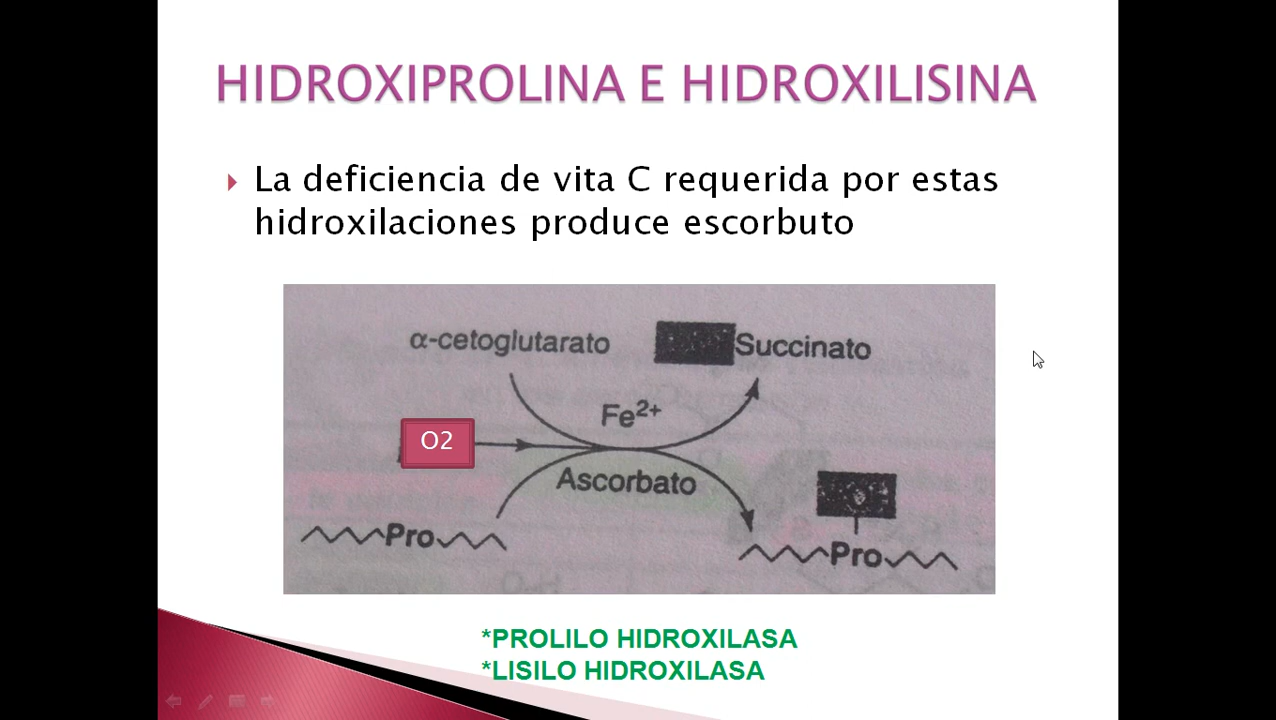 HIDROXIPROLINA E HIDROXILISINA
La deficiencia de vita C requerida por estas
hidroxilaciones produce escorbuto
α-cetoglutarato
Succinato
Fe²⁺
O2
Ascorbato
Pro
Pro
*PROLILO HIDROXILASA
*LISILO HIDROXILASA